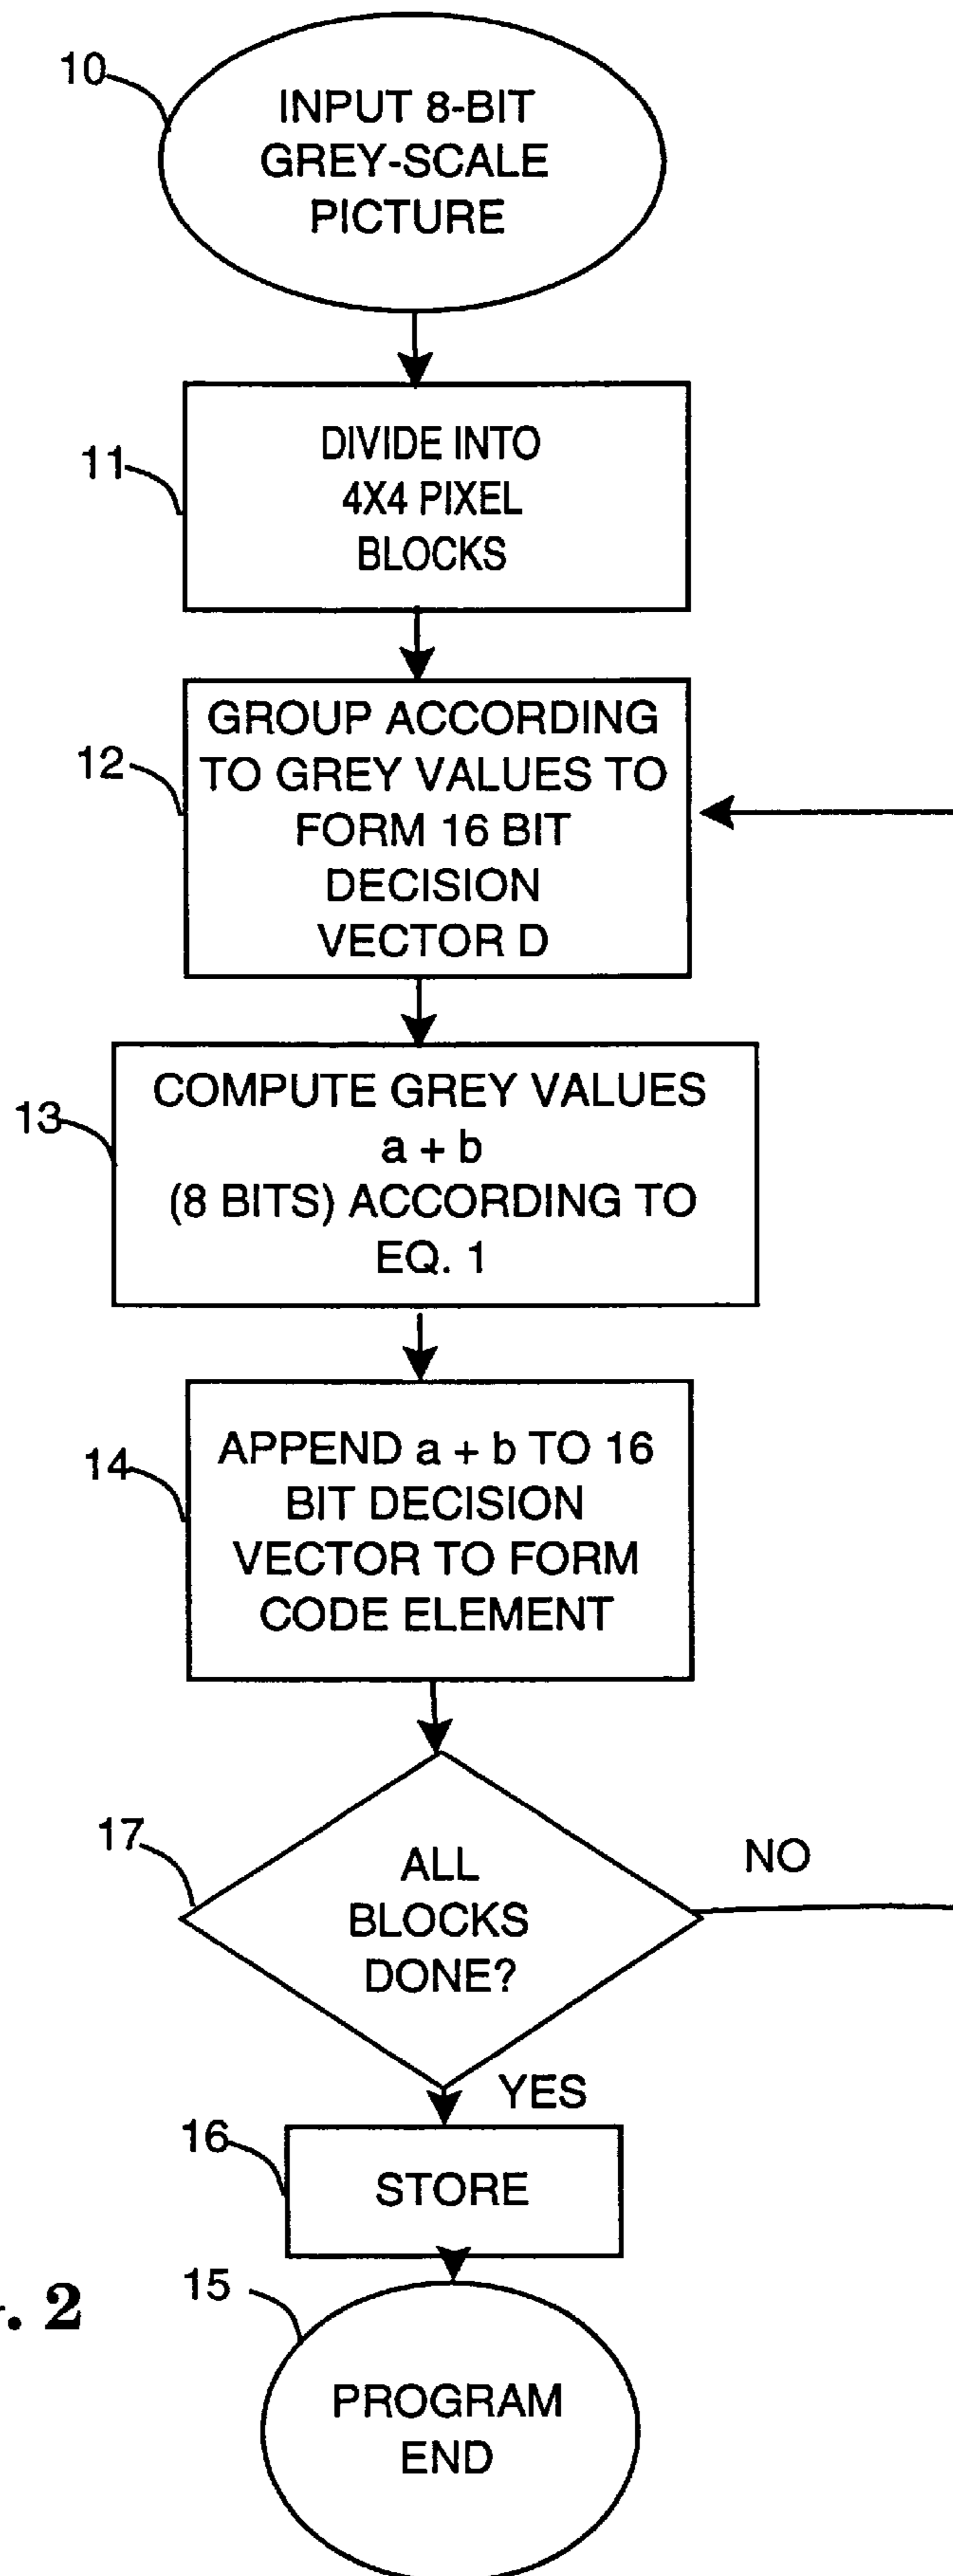 10
INPUT 8-BIT
GREY-SCALE
PICTURE
11
DIVIDE INTO
4X4 PIXEL
BLOCKS
12
GROUP ACCORDING
TO GREY VALUES TO
FORM 16 BIT
DECISION
VECTOR D
13
COMPUTE GREY VALUES
a + b
(8 BITS) ACCORDING TO
EQ. 1
14
APPEND a + b TO 16
BIT DECISION
VECTOR TO FORM
CODE ELEMENT
17
ALL
BLOCKS
DONE?
NO
YES
16
STORE
15
. 2
PROGRAM
END